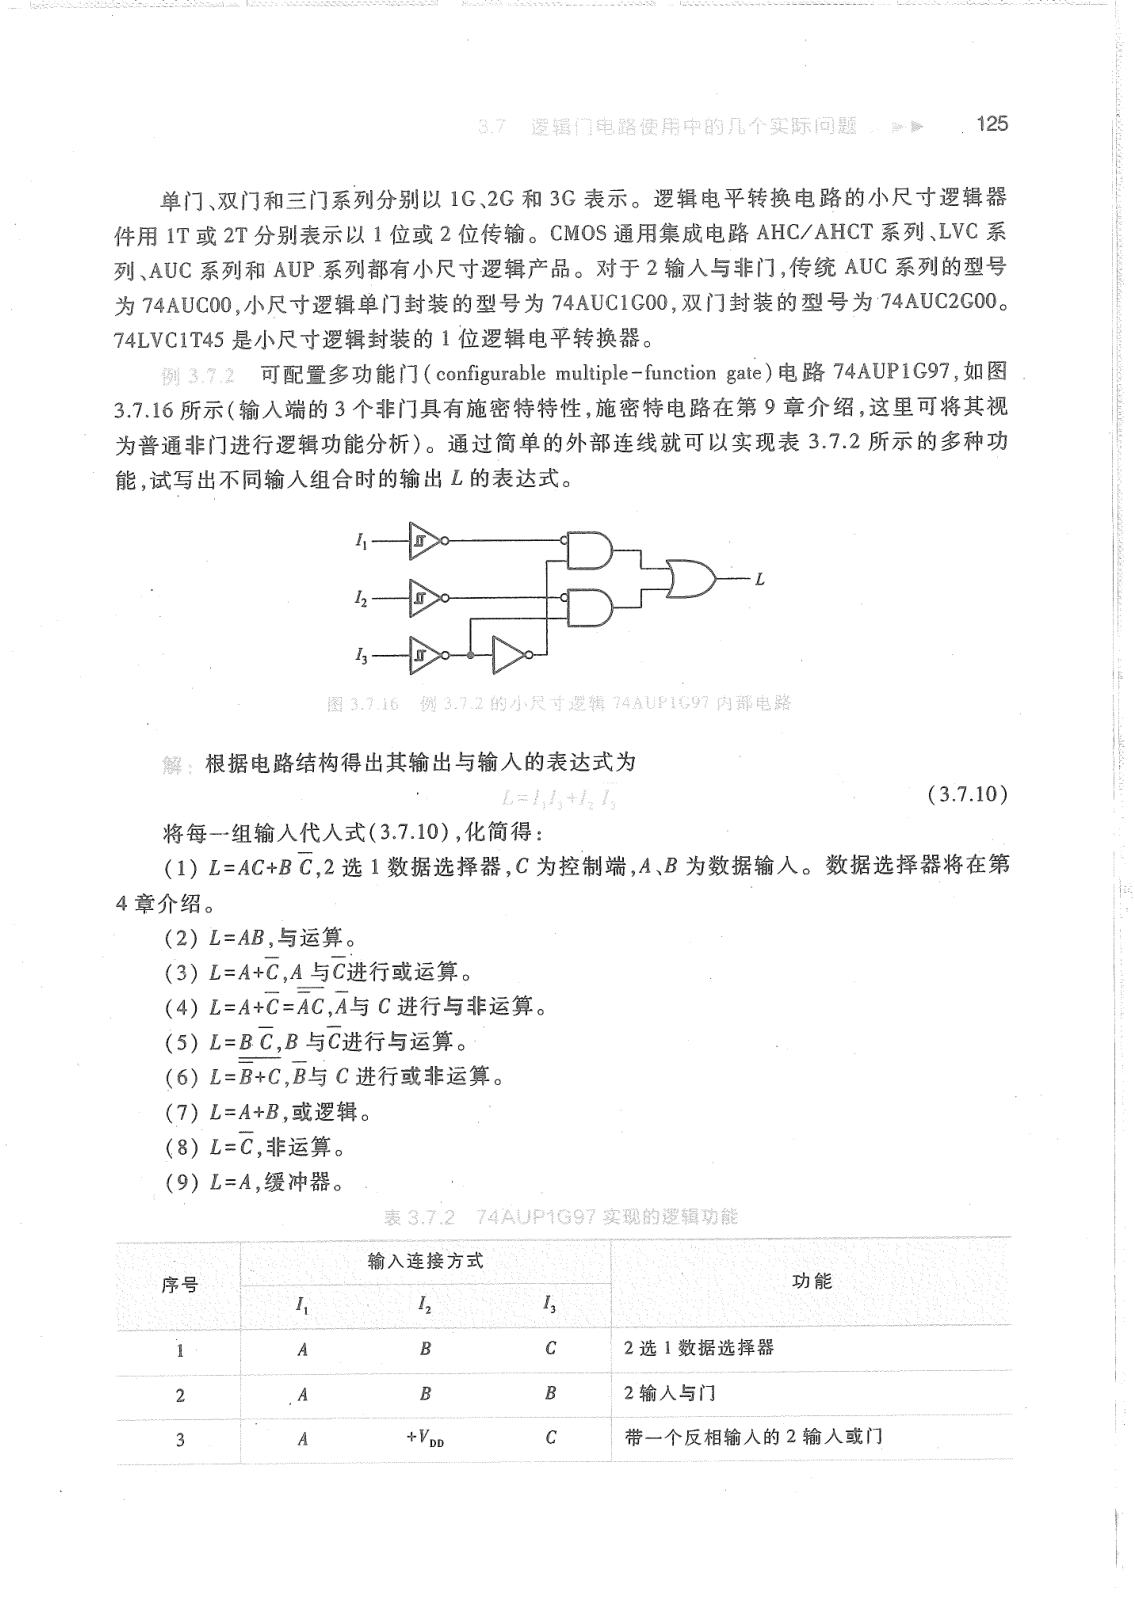 3.7 逻辑门电路使用中的几个实际问题 125
单门、双门和三门系列分别以 1G、2G 和 3G 表示。逻辑电平转换电路的小尺寸逻辑器
件用 1T 或 2T 分别表示以 1 位或 2 位传输。CMOS 通用集成电路 AHC/AHCT 系列、LVC 系
列、AUC 系列和 AUP 系列都有小尺寸逻辑产品。对于 2 输入与非门,传统 AUC 系列的型号
为 74AUC00,小尺寸逻辑单门封装的型号为 74AUC1G00,双门封装的型号为 74AUC2G00。
74LVC1T45 是小尺寸逻辑封装的 1 位逻辑电平转换器。
例 3.7.2 可配置多功能门(configurable multiple-function gate)电路 74AUP1G97,如图
3.7.16 所示(输入端的 3 个非门具有施密特特性,施密特电路在第 9 章介绍,这里可将其视
为普通非门进行逻辑功能分析)。通过简单的外部连线就可以实现表 3.7.2 所示的多种功
能,试写出不同输入组合时的输出 L 的表达式。
I₁
L
I₂
I₃
图 3.7.16 例 3.7.2 的小尺寸逻辑 74AUP1G97 内部电路
解: 根据电路结构得出其输出与输入的表达式为
L=I₁I₃+I₂ I̅₃ (3.7.10)
将每一组输入代入式(3.7.10),化简得:
(1) L=AC+B C̅,2 选 1 数据选择器,C 为控制端,A、B 为数据输入。数据选择器将在第
4 章介绍。
(2) L=AB,与运算。
(3) L=A+C̅,A 与C̅进行或运算。
(4) L=A+C̅=A̿C̅,A̅与 C 进行与非运算。
(5) L=B C̅,B 与C̅进行与运算。
(6) L=B̿+̅C̅,B̅与 C 进行或非运算。
(7) L=A+B,或逻辑。
(8) L=C̅,非运算。
(9) L=A,缓冲器。
表 3.7.2 74AUP1G97 实现的逻辑功能
序号 输入连接方式 功能
I₁ I₂ I₃
1 A B C 2 选 1 数据选择器
2 A B B 2 输入与门
3 A +V_DD C 带一个反相输入的 2 输入或门